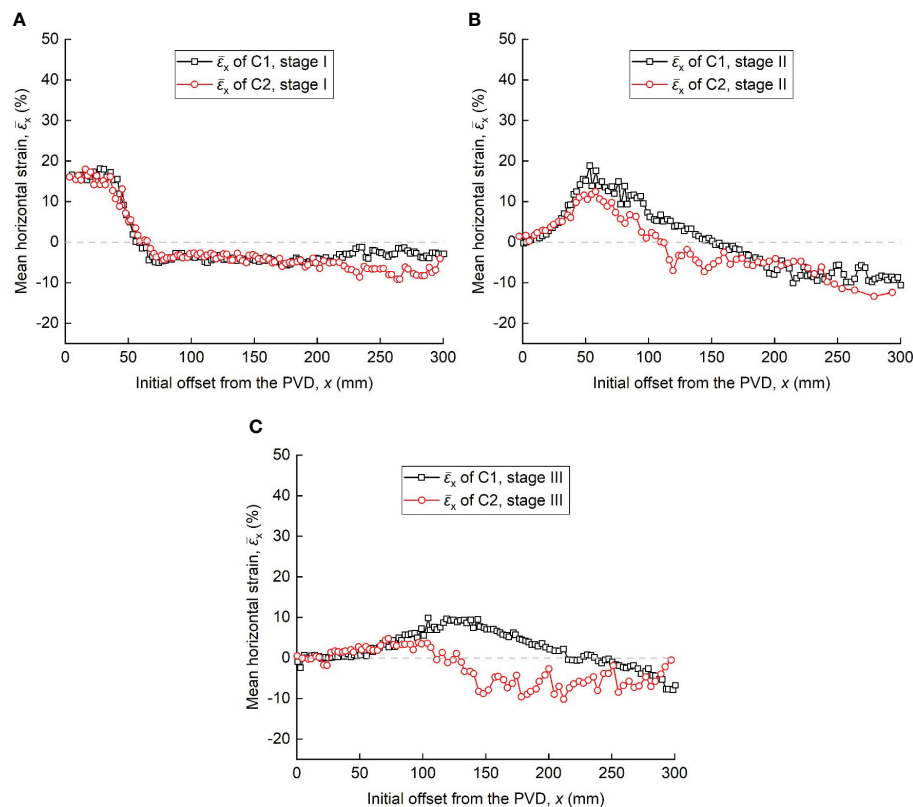 A
50
40
30
20
10
0
-10
-20
Mean horizontal strain, ε̄x (%)
ε̄x of C1, stage I
ε̄x of C2, stage I
0 50 100 150 200 250 300
Initial offset from the PVD, x (mm)
B
50
40
30
20
10
0
-10
-20
Mean horizontal strain, ε̄x (%)
ε̄x of C1, stage II
ε̄x of C2, stage II
0 50 100 150 200 250 300
Initial offset from the PVD, x (mm)
C
50
40
30
20
10
0
-10
-20
Mean horizontal strain, ε̄x (%)
ε̄x of C1, stage III
ε̄x of C2, stage III
0 50 100 150 200 250 300
Initial offset from the PVD, x (mm)